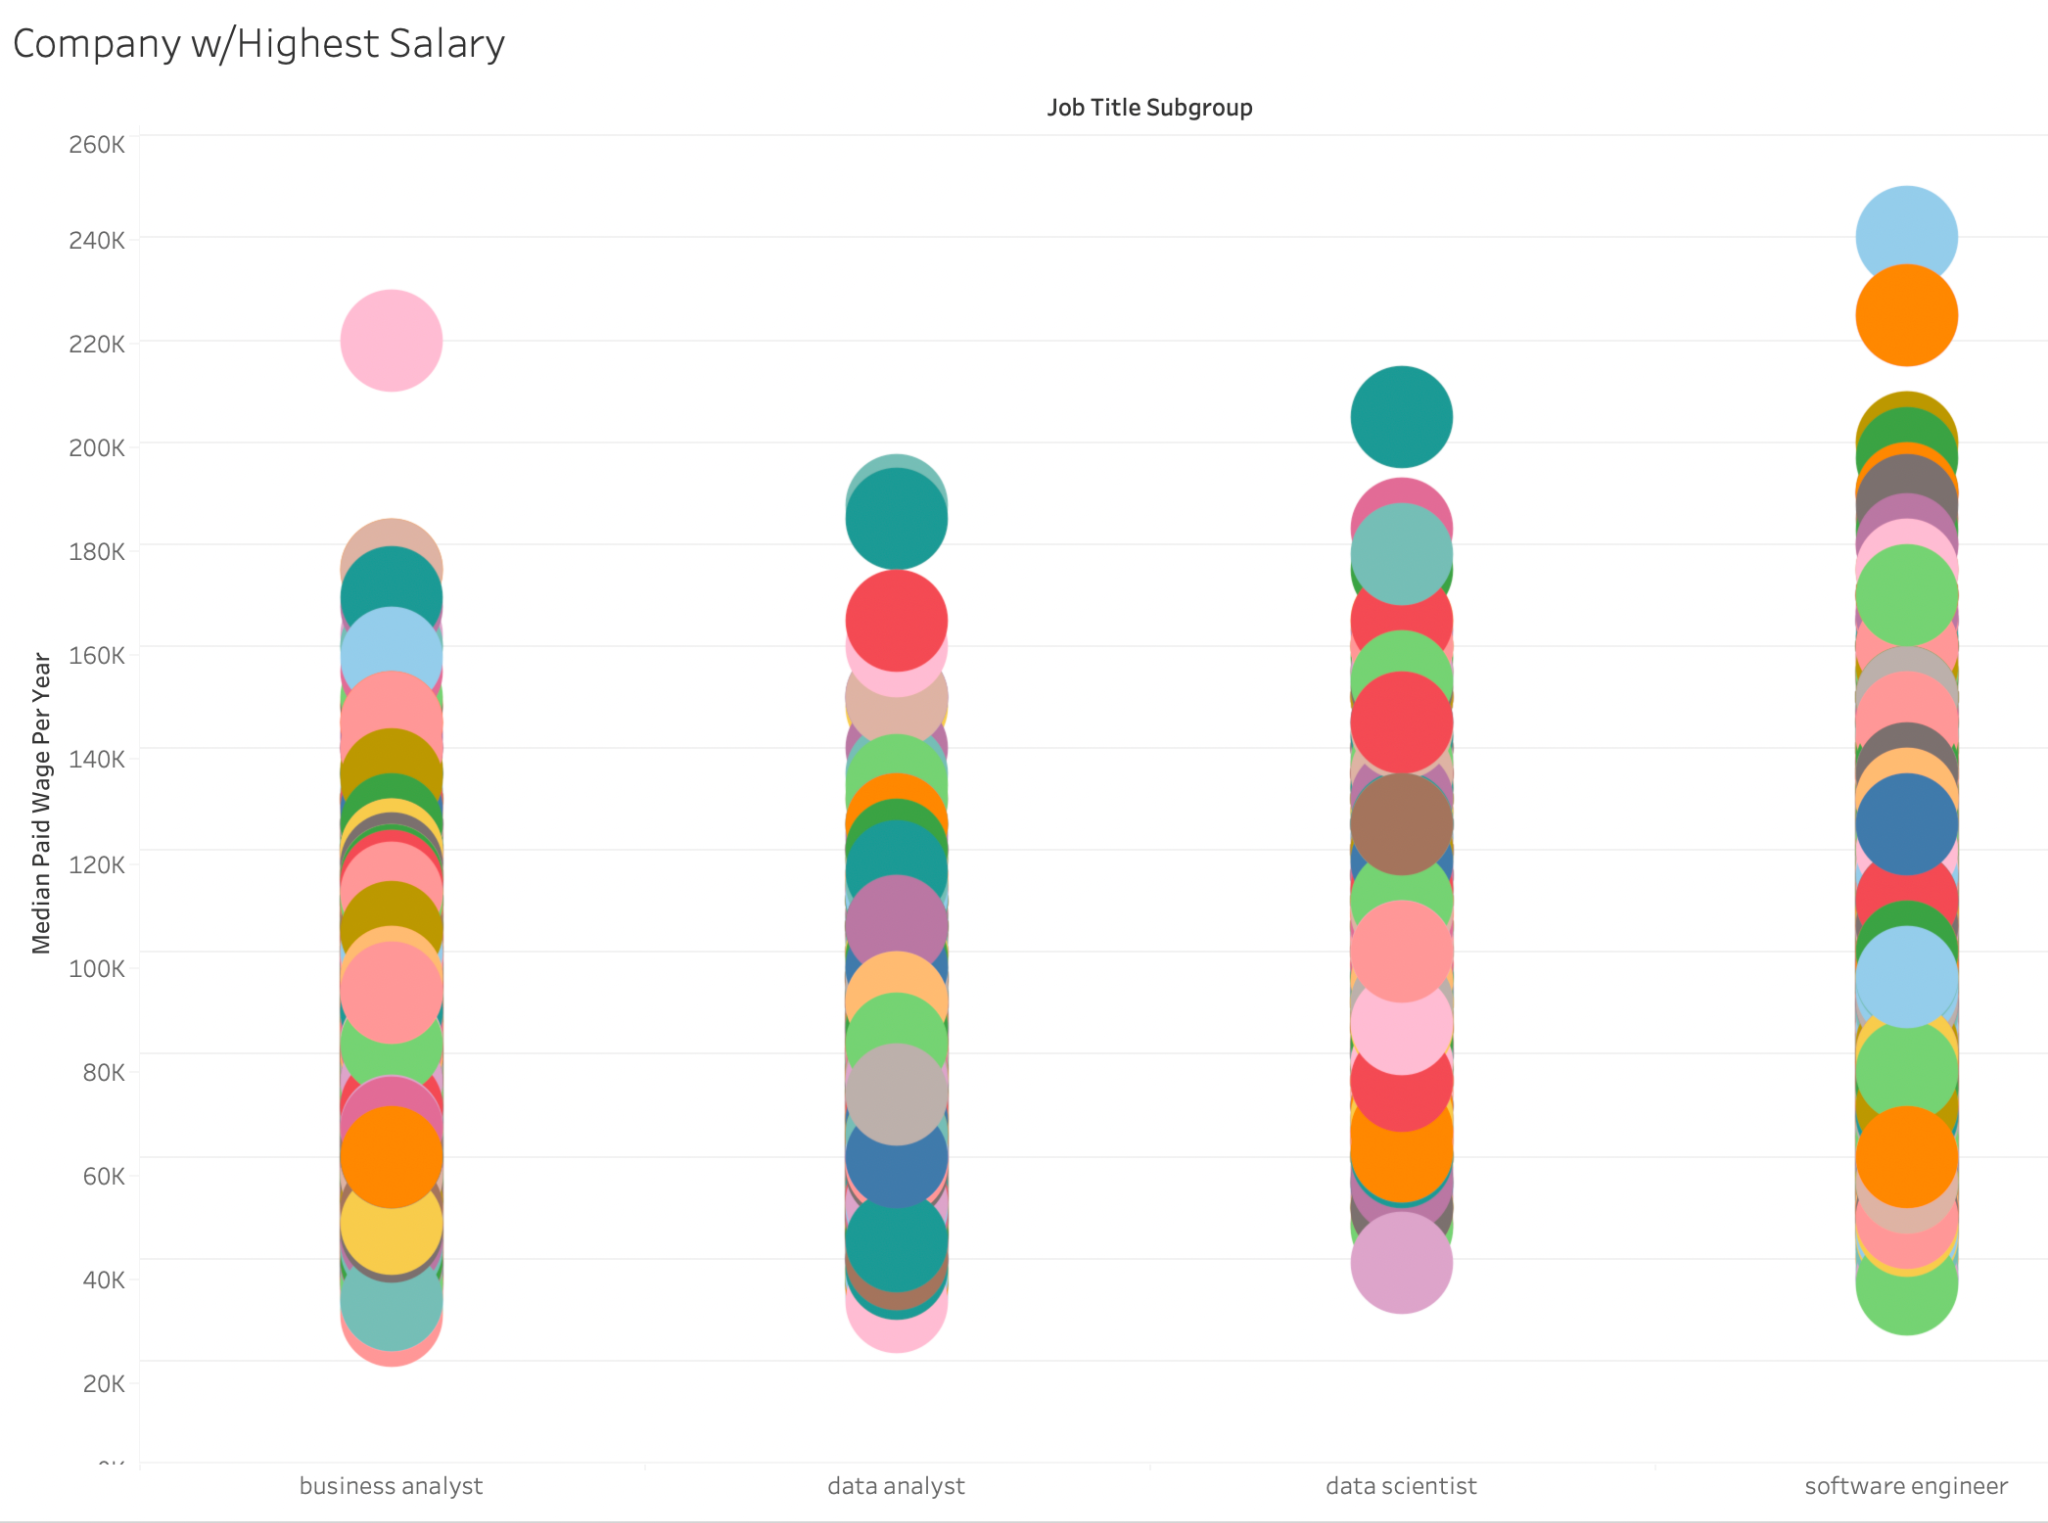 Company w/Highest Salary
Job Title Subgroup
Median Paid Wage Per Year
260K
240K
220K
200K
180K
160K
140K
120K
100K
80K
60K
40K
20K
business analyst
data analyst
data scientist
software engineer